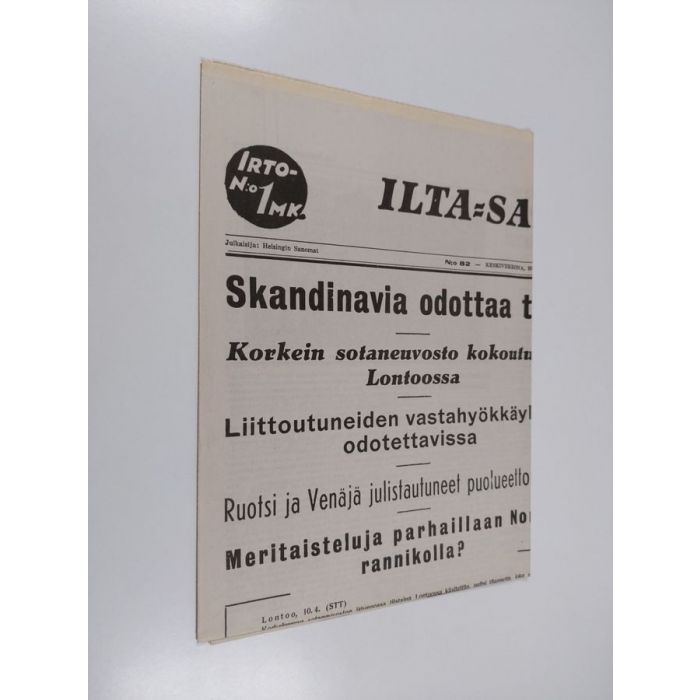 IRTO-
N:o 1 MK.
ILTA=SA
Julkaisijat Helsingin Sanomat
N:o 82 — KESKIVIIKKONA,
Skandinavia odottaa t
Korkein sotaneuvosto kokoutu
Lontoossa
Liittoutuneiden vastahyökkäyk
odotettavissa
Ruotsi ja Venäjä julistautuneet puolueetto
Meritaisteluja parhaillaan No
rannikolla?
Lontoo, 10.4. (STT)